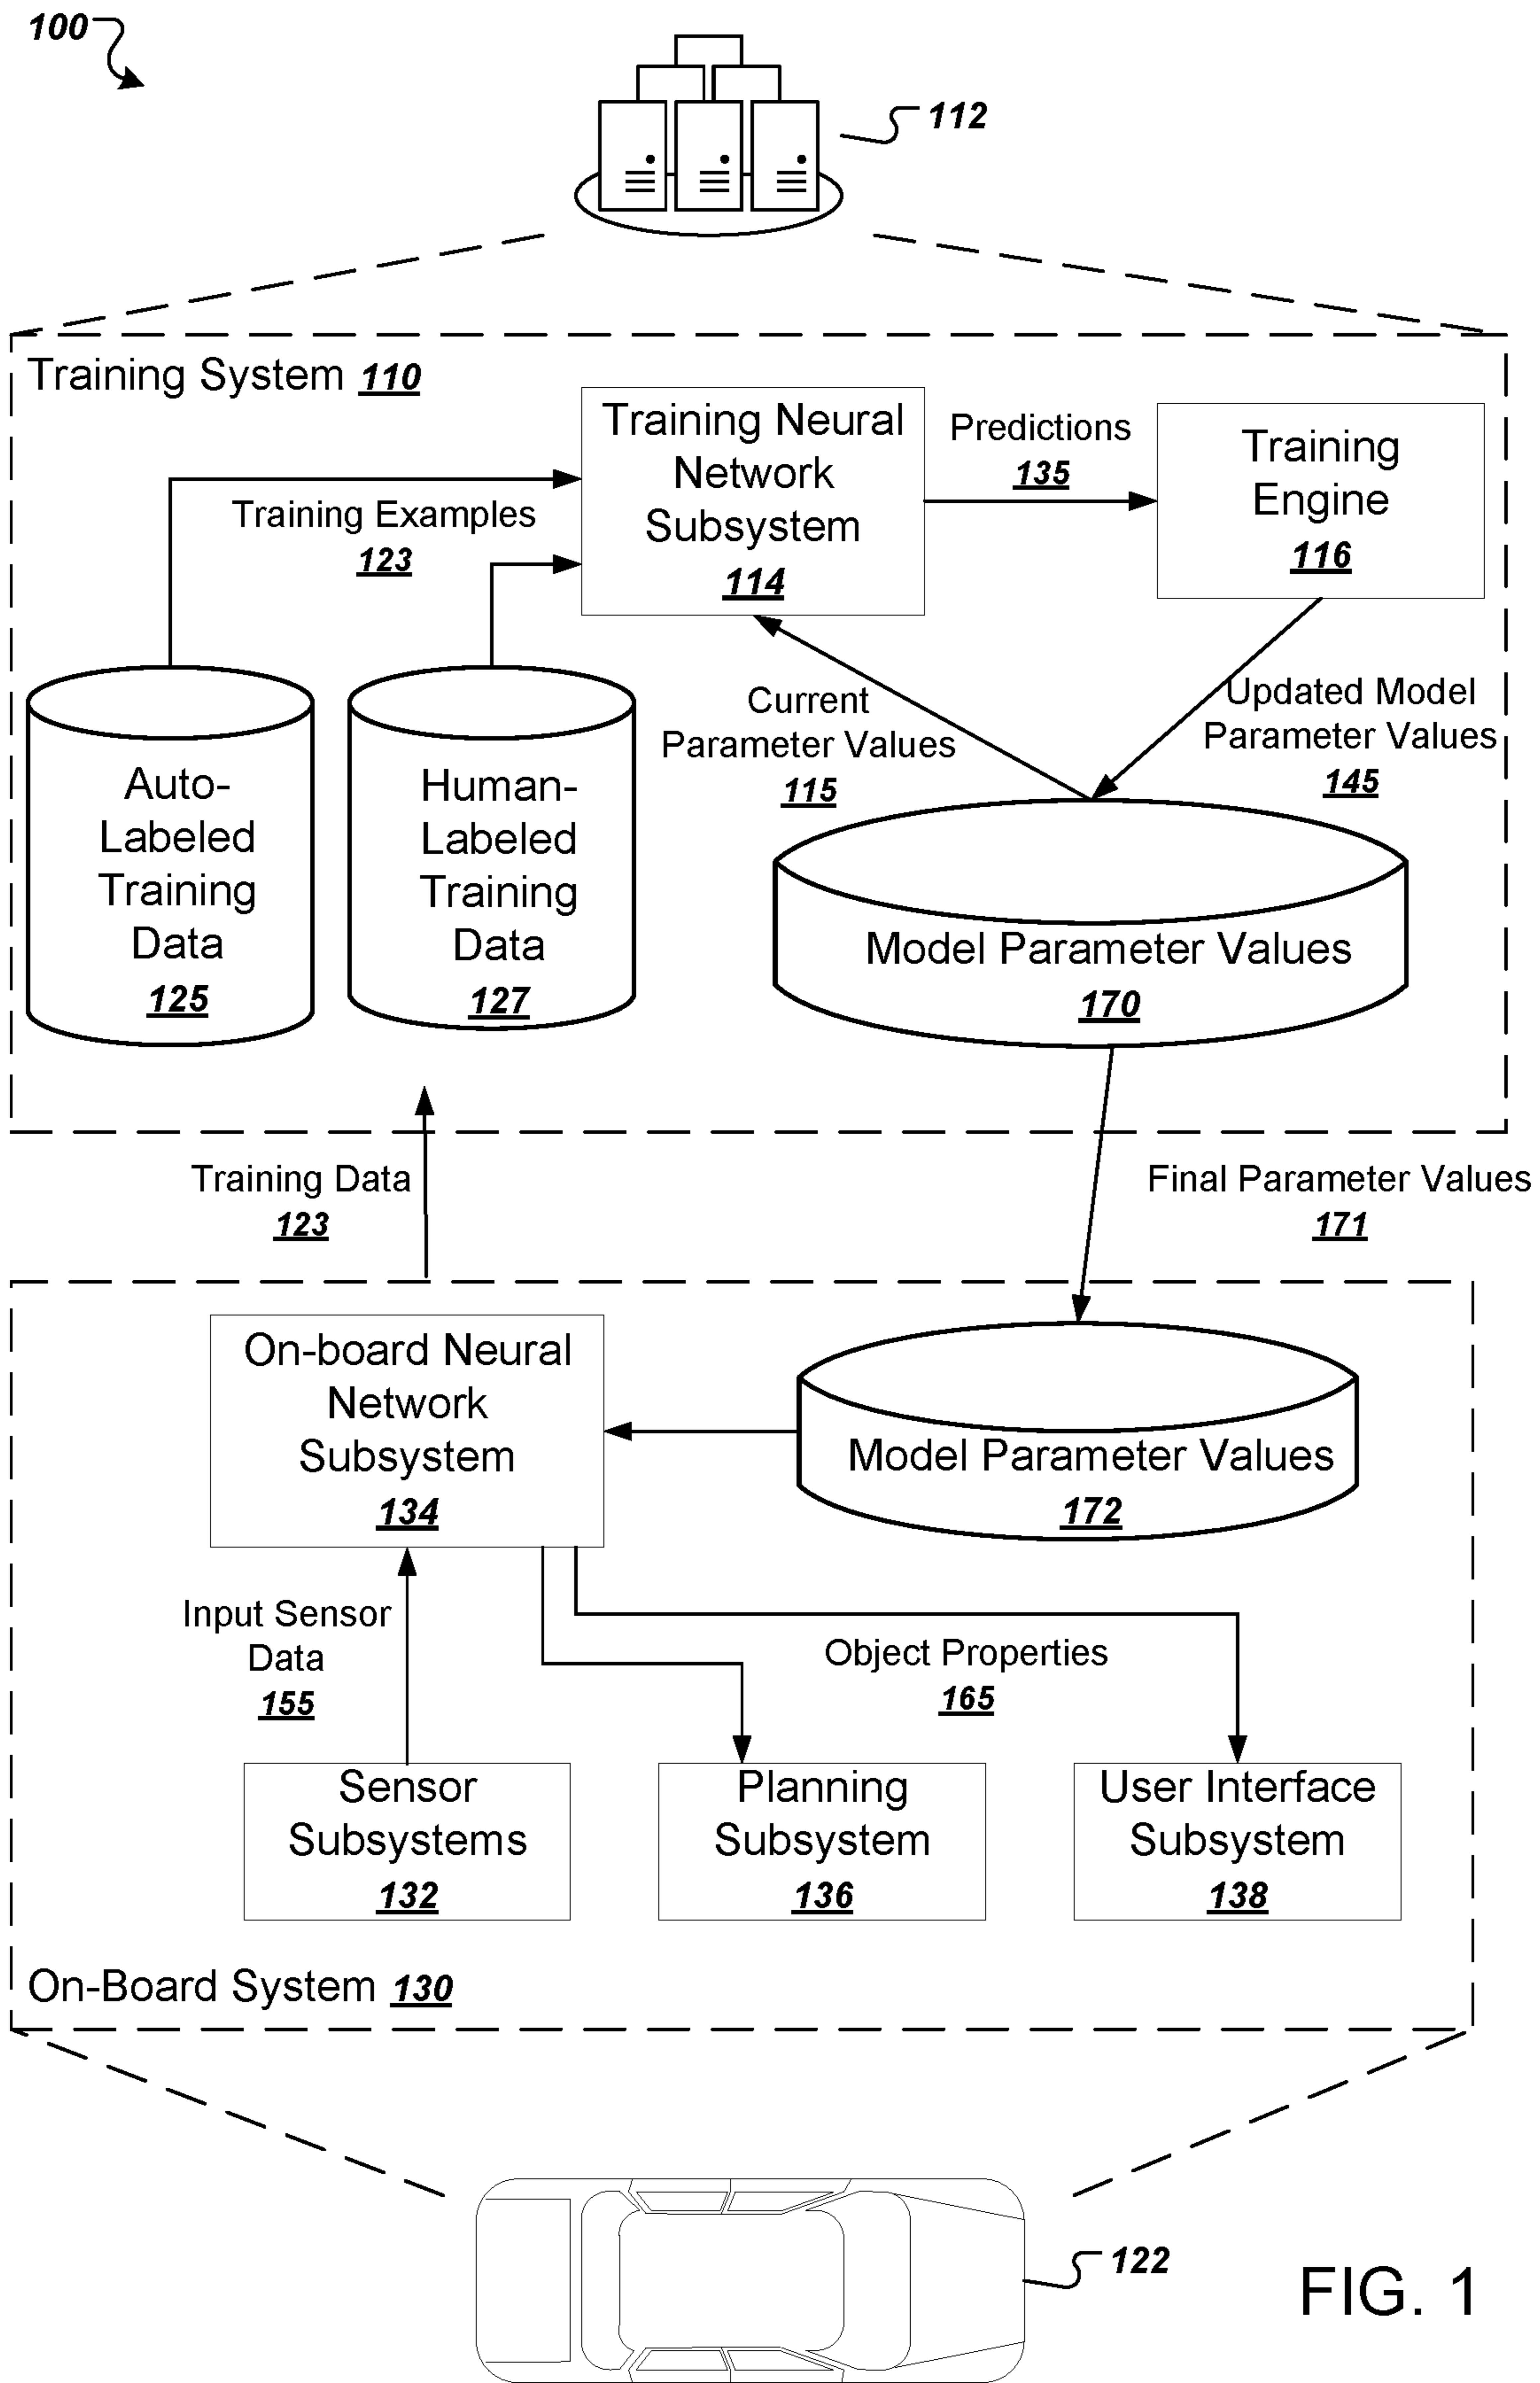 100
112
Training System 110
Training Neural
Network
Subsystem
114
Predictions
135
Training
Engine
116
Training Examples
123
Current
Parameter Values
115
Updated Model
Parameter Values
145
Auto-
Labeled
Training
Data
125
Human-
Labeled
Training
Data
127
Model Parameter Values
170
Training Data
123
Final Parameter Values
171
On-board Neural
Network
Subsystem
134
Model Parameter Values
172
Input Sensor
Data
155
Object Properties
165
Sensor
Subsystems
132
Planning
Subsystem
136
User Interface
Subsystem
138
On-Board System 130
122
FIG. 1